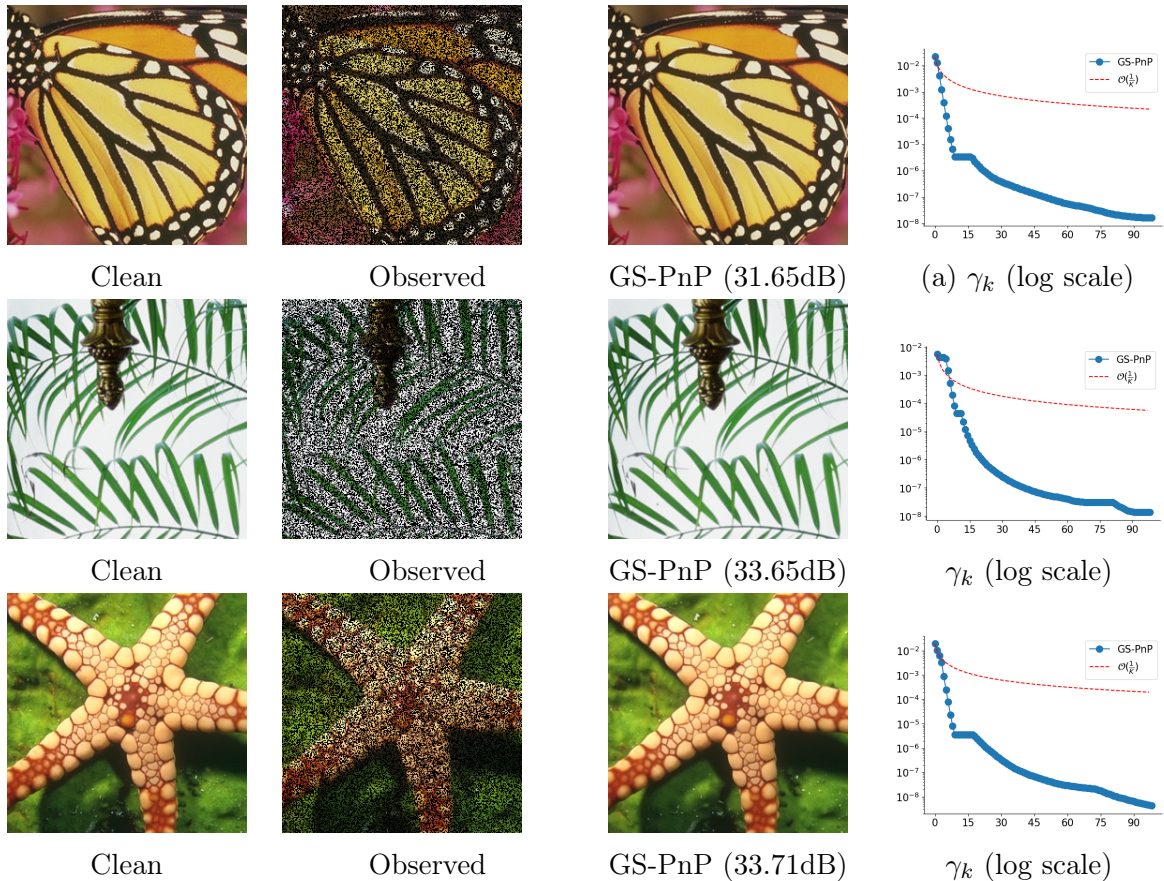 10⁻²
10⁻³
10⁻⁴
10⁻⁵
10⁻⁶
10⁻⁷
10⁻⁸
GS-PnP
𝒪(1/K)
0 15 30 45 60 75 90
Clean Observed GS-PnP (31.65dB) (a) γₖ (log scale)
10⁻²
10⁻³
10⁻⁴
10⁻⁵
10⁻⁶
10⁻⁷
10⁻⁸
GS-PnP
𝒪(1/K)
0 15 30 45 60 75 90
Clean Observed GS-PnP (33.65dB) γₖ (log scale)
10⁻²
10⁻³
10⁻⁴
10⁻⁵
10⁻⁶
10⁻⁷
10⁻⁸
GS-PnP
𝒪(1/K)
0 15 30 45 60 75 90
Clean Observed GS-PnP (33.71dB) γₖ (log scale)